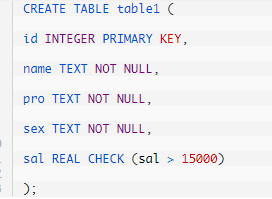 CREATE TABLE table1 (
id INTEGER PRIMARY KEY,
name TEXT NOT NULL,
pro TEXT NOT NULL,
sex TEXT NOT NULL,
sal REAL CHECK (sal > 15000)
);